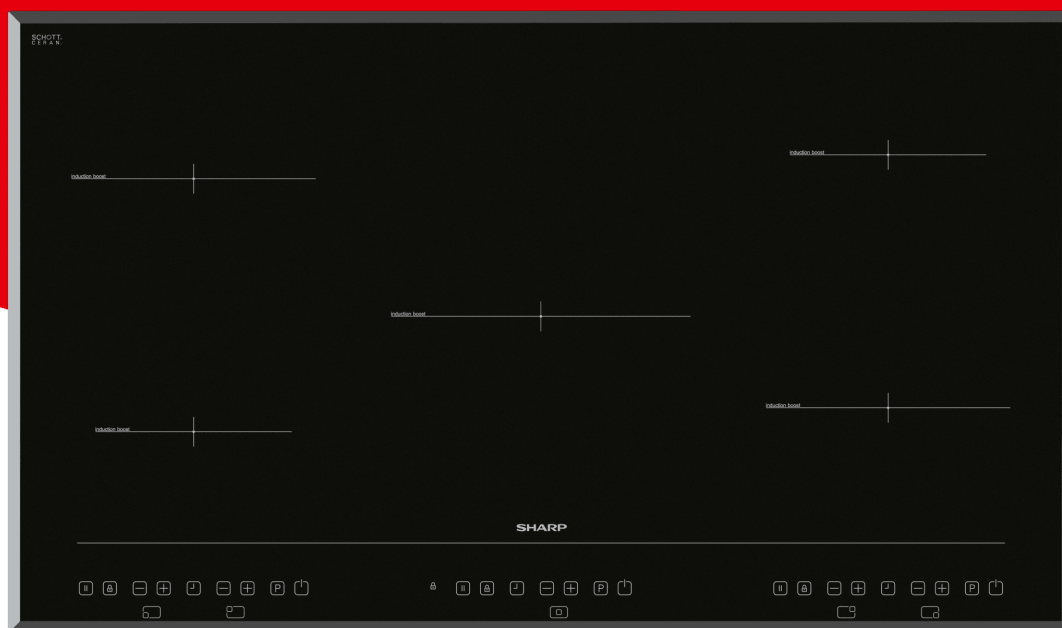 SCHOTT
CERAN
Induction boost
Induction boost
Induction boost
Induction boost
Induction boost
SHARP
P
P
P